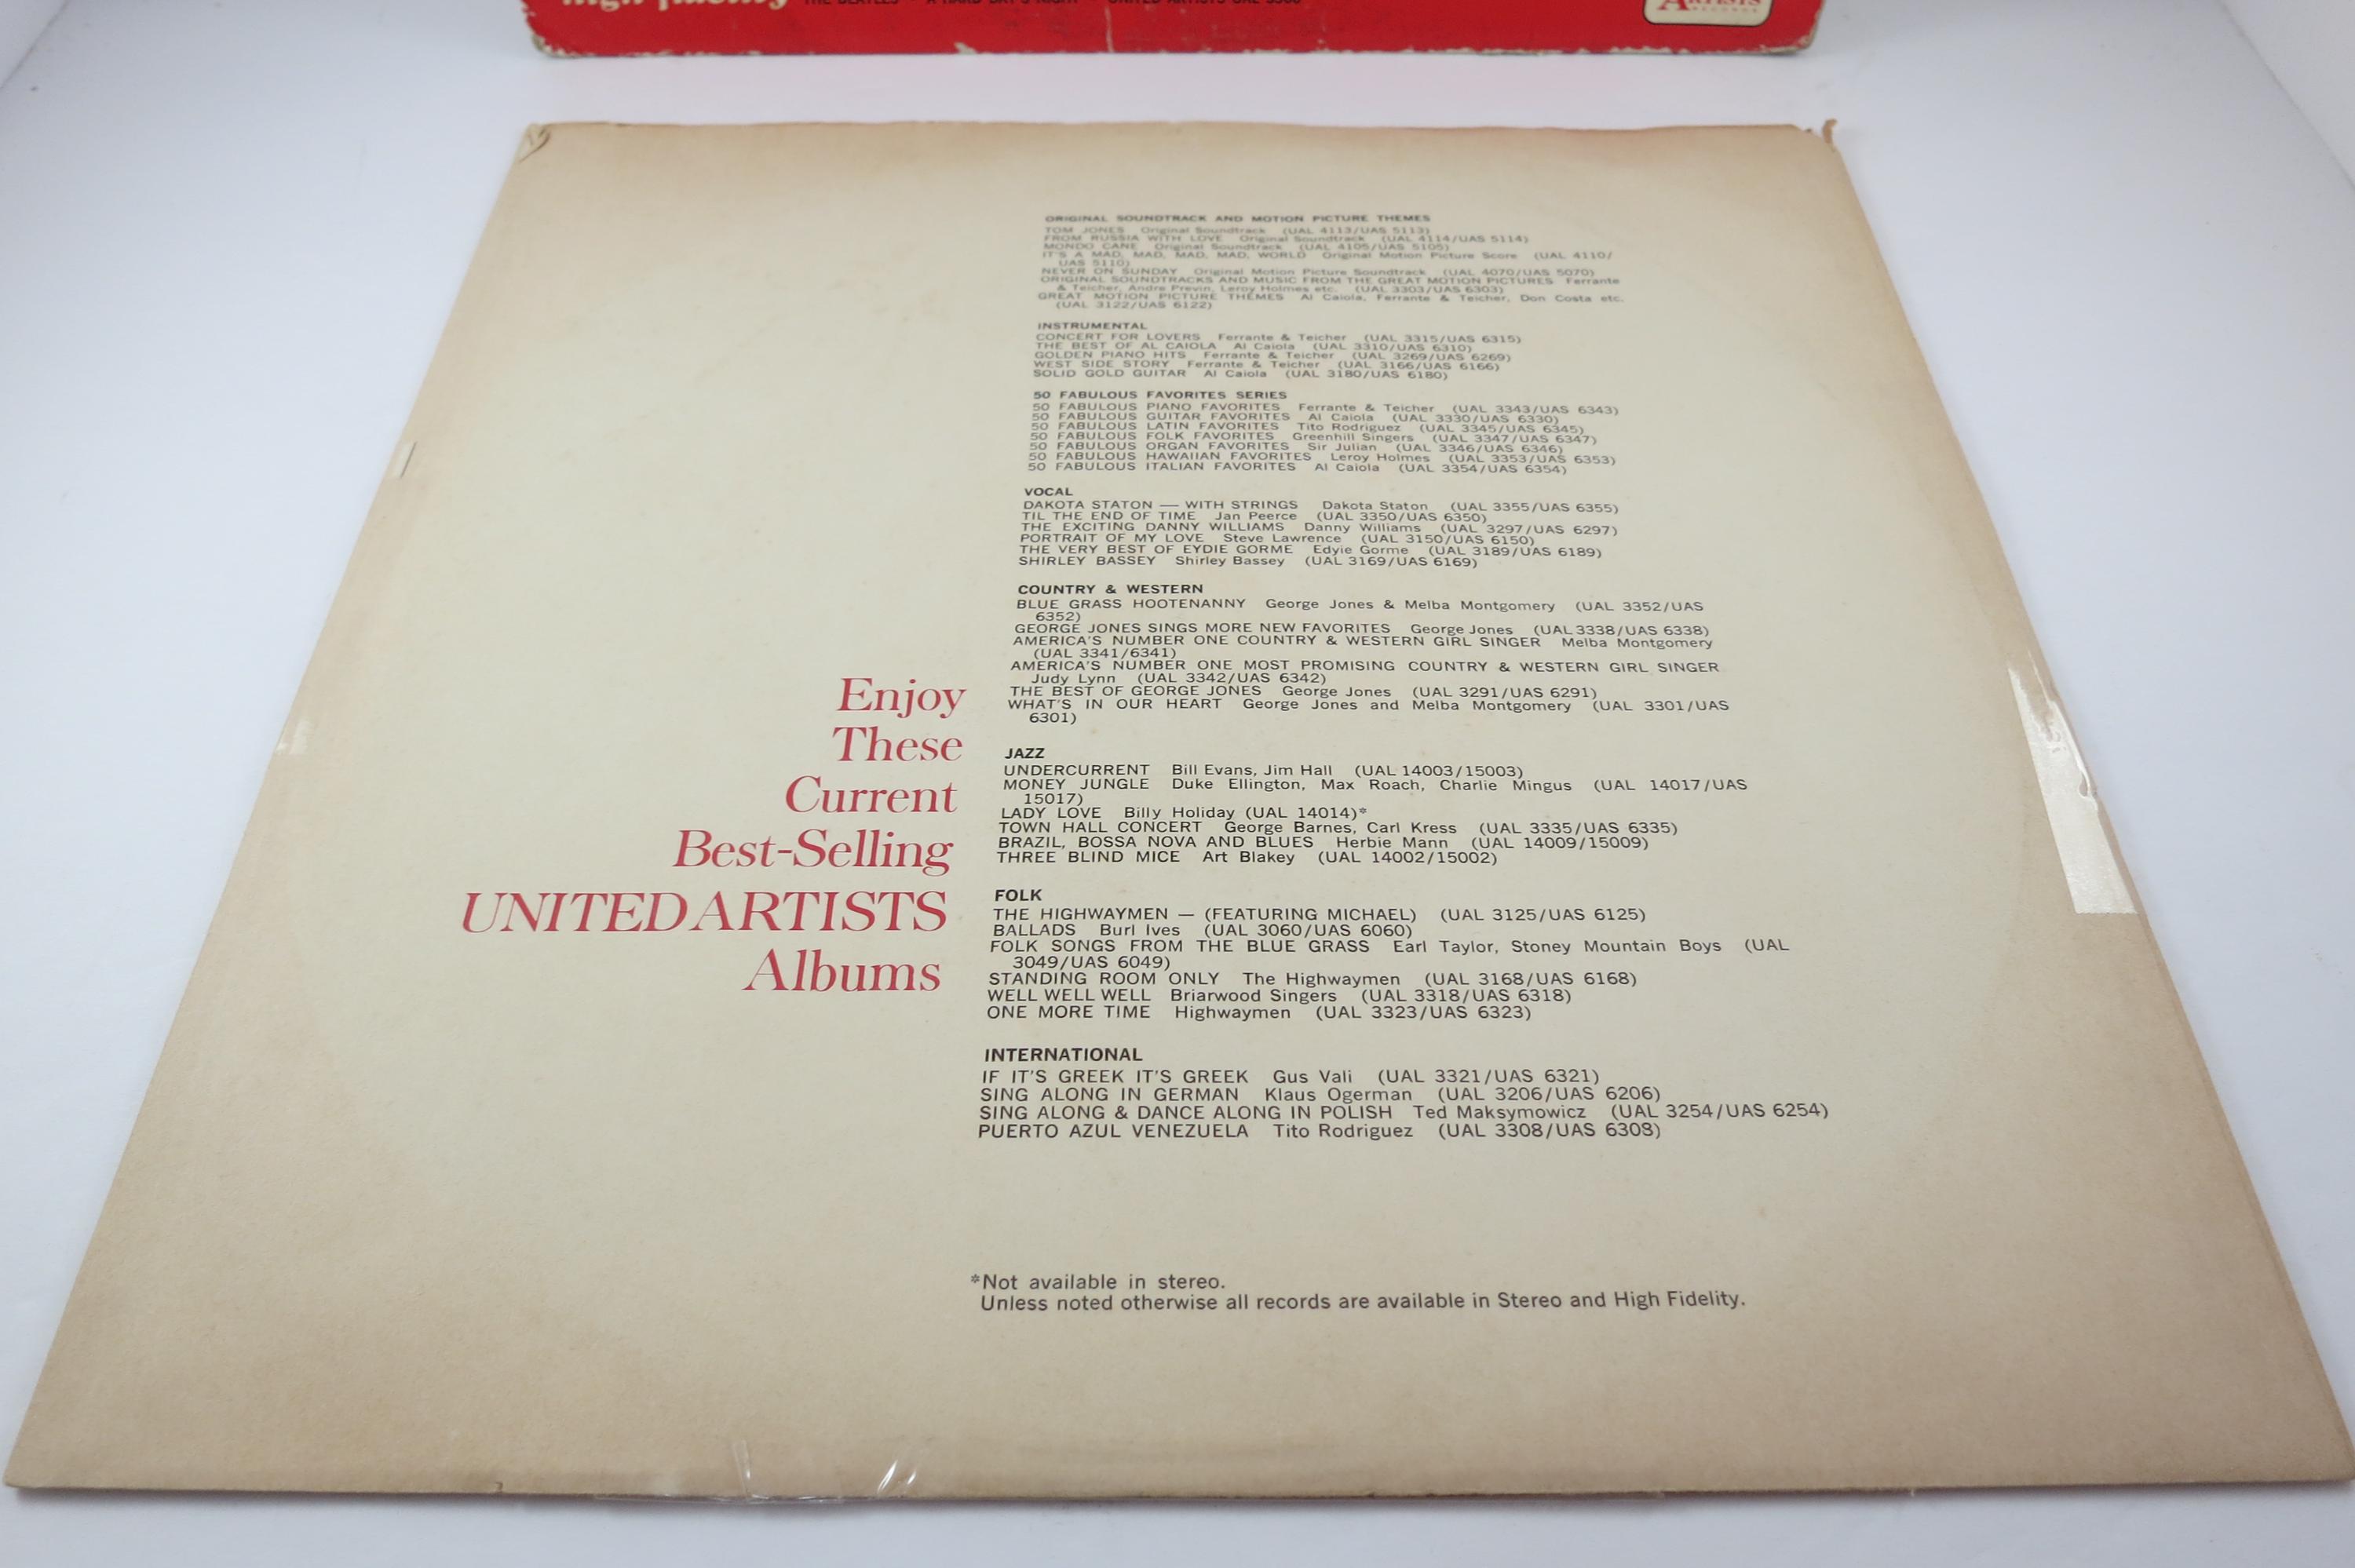 high fidelity THE BEATLES • A HARD DAY'S NIGHT • UNITED ARTISTS UAL 3366
ARTISTS
RECORDS
ORIGINAL SOUNDTRACK AND MOTION PICTURE THEMES
TOM JONES Original Soundtrack (UAL 4113/UAS 5113)
FROM RUSSIA WITH LOVE Original Soundtrack (UAL 4114/UAS 5114)
MONDO CANE Original Soundtrack (UAL 4105/UAS 5105)
IT'S A MAD, MAD, MAD, MAD, WORLD Original Motion Picture Score (UAL 4110/
UAS 5110)
NEVER ON SUNDAY Original Motion Picture Soundtrack (UAL 4070/UAS 5070)
ORIGINAL SOUNDTRACKS AND MUSIC FROM THE GREAT MOTION PICTURES Ferrante
& Teicher, Andre Previn, Leroy Holmes etc. (UAL 3303/UAS 6303)
GREAT MOTION PICTURE THEMES Al Caiola, Ferrante & Teicher, Don Costa etc.
(UAL 3122/UAS 6122)
INSTRUMENTAL
CONCERT FOR LOVERS Ferrante & Teicher (UAL 3315/UAS 6315)
THE BEST OF AL CAIOLA Al Caiola (UAL 3310/UAS 6310)
GOLDEN PIANO HITS Ferrante & Teicher (UAL 3269/UAS 6269)
WEST SIDE STORY Ferrante & Teicher (UAL 3166/UAS 6166)
SOLID GOLD GUITAR Al Caiola (UAL 3180/UAS 6180)
50 FABULOUS FAVORITES SERIES
50 FABULOUS PIANO FAVORITES Ferrante & Teicher (UAL 3343/UAS 6343)
50 FABULOUS GUITAR FAVORITES Al Caiola (UAL 3330/UAS 6330)
50 FABULOUS LATIN FAVORITES Tito Rodriguez (UAL 3345/UAS 6345)
50 FABULOUS FOLK FAVORITES Greenhill Singers (UAL 3347/UAS 6347)
50 FABULOUS ORGAN FAVORITES Sir Julian (UAL 3346/UAS 6346)
50 FABULOUS HAWAIIAN FAVORITES Leroy Holmes (UAL 3353/UAS 6353)
50 FABULOUS ITALIAN FAVORITES Al Caiola (UAL 3354/UAS 6354)
VOCAL
DAKOTA STATON — WITH STRINGS Dakota Staton (UAL 3355/UAS 6355)
TIL THE END OF TIME Jan Peerce (UAL 3350/UAS 6350)
THE EXCITING DANNY WILLIAMS Danny Williams (UAL 3297/UAS 6297)
PORTRAIT OF MY LOVE Steve Lawrence (UAL 3150/UAS 6150)
THE VERY BEST OF EYDIE GORME Edyie Gorme (UAL 3189/UAS 6189)
SHIRLEY BASSEY Shirley Bassey (UAL 3169/UAS 6169)
COUNTRY & WESTERN
BLUE GRASS HOOTENANNY George Jones & Melba Montgomery (UAL 3352/UAS
6352)
GEORGE JONES SINGS MORE NEW FAVORITES George Jones (UAL 3338/UAS 6338)
AMERICA'S NUMBER ONE COUNTRY & WESTERN GIRL SINGER Melba Montgomery
(UAL 3341/6341)
AMERICA'S NUMBER ONE MOST PROMISING COUNTRY & WESTERN GIRL SINGER
Judy Lynn (UAL 3342/UAS 6342)
THE BEST OF GEORGE JONES George Jones (UAL 3291/UAS 6291)
WHAT'S IN OUR HEART George Jones and Melba Montgomery (UAL 3301/UAS
6301)
JAZZ
UNDERCURRENT Bill Evans, Jim Hall (UAL 14003/15003)
MONEY JUNGLE Duke Ellington, Max Roach, Charlie Mingus (UAL 14017/UAS
15017)
LADY LOVE Billy Holiday (UAL 14014)*
TOWN HALL CONCERT George Barnes, Carl Kress (UAL 3335/UAS 6335)
BRAZIL, BOSSA NOVA AND BLUES Herbie Mann (UAL 14009/15009)
THREE BLIND MICE Art Blakey (UAL 14002/15002)
FOLK
THE HIGHWAYMEN — (FEATURING MICHAEL) (UAL 3125/UAS 6125)
BALLADS Burl Ives (UAL 3060/UAS 6060)
FOLK SONGS FROM THE BLUE GRASS Earl Taylor, Stoney Mountain Boys (UAL
3049/UAS 6049)
STANDING ROOM ONLY The Highwaymen (UAL 3168/UAS 6168)
WELL WELL WELL Briarwood Singers (UAL 3318/UAS 6318)
ONE MORE TIME Highwaymen (UAL 3323/UAS 6323)
INTERNATIONAL
IF IT'S GREEK IT'S GREEK Gus Vali (UAL 3321/UAS 6321)
SING ALONG IN GERMAN Klaus Ogerman (UAL 3206/UAS 6206)
SING ALONG & DANCE ALONG IN POLISH Ted Maksymowicz (UAL 3254/UAS 6254)
PUERTO AZUL VENEZUELA Tito Rodriguez (UAL 3308/UAS 6308)
Enjoy
These
Current
Best-Selling
UNITED ARTISTS
Albums
*Not available in stereo.
Unless noted otherwise all records are available in Stereo and High Fidelity.